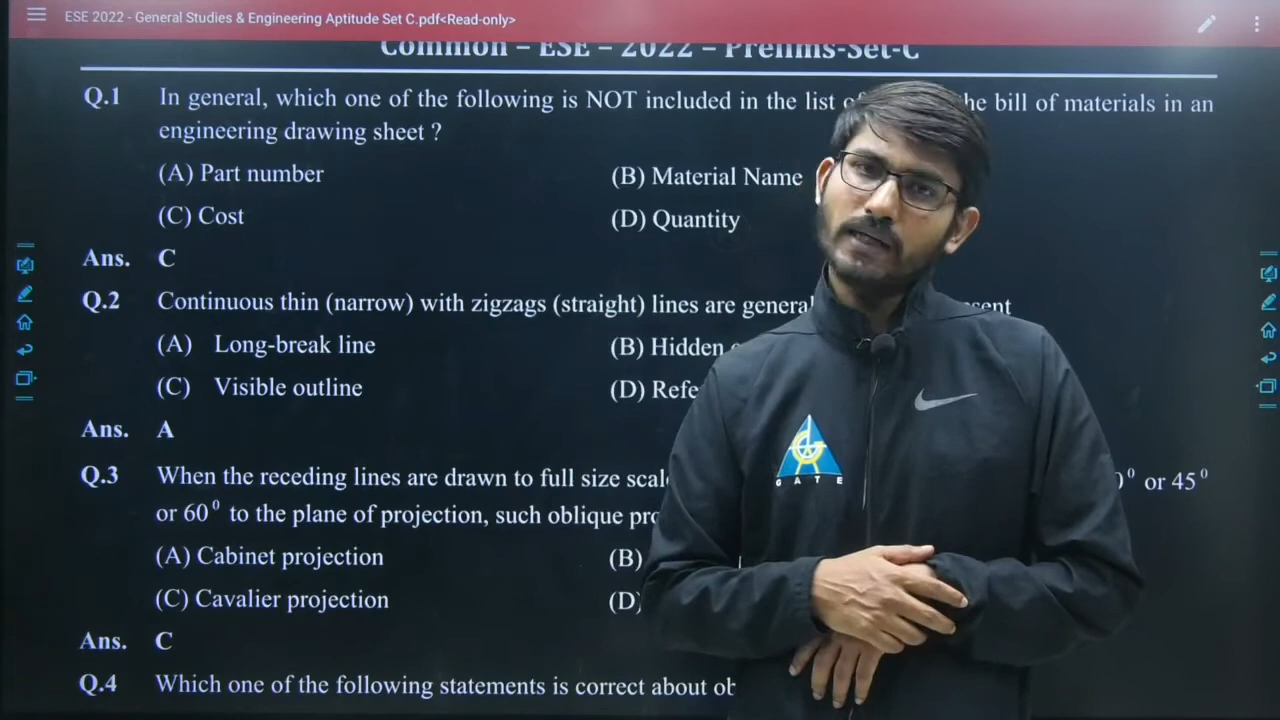 ESE 2022 - General Studies & Engineering Aptitude Set C.pdf<Read-only>
Common – ESE – 2022 – Prelims-Set-C
Q.1 In general, which one of the following is NOT included in the list he bill of materials in an
engineering drawing sheet ?
(A) Part number (B) Material Name
(C) Cost (D) Quantity
Ans. C
Q.2 Continuous thin (narrow) with zigzags (straight) lines are
(A) Long-break line (B) Hidden
(C) Visible outline (D)
Ans. A
Q.3 When the receding lines are drawn to full size or 45⁰
or 60⁰ to the plane of projection, such oblique
(A) Cabinet projection (B)
(C) Cavalier projection (D)
Ans. C
Q.4 Which one of the following statements is correct about
GATE